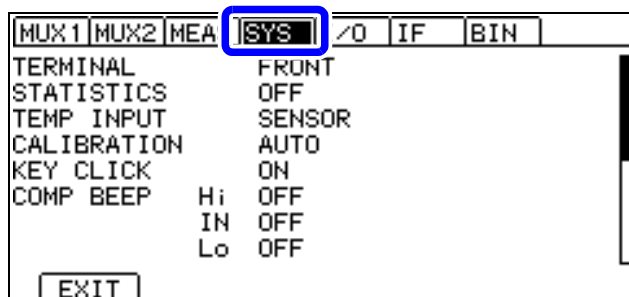 MUX1 MUX2 MEA SYS /O IF BIN
TERMINAL FRONT
STATISTICS OFF
TEMP INPUT SENSOR
CALIBRATION AUTO
KEY CLICK ON
COMP BEEP Hi OFF
IN OFF
Lo OFF
EXIT